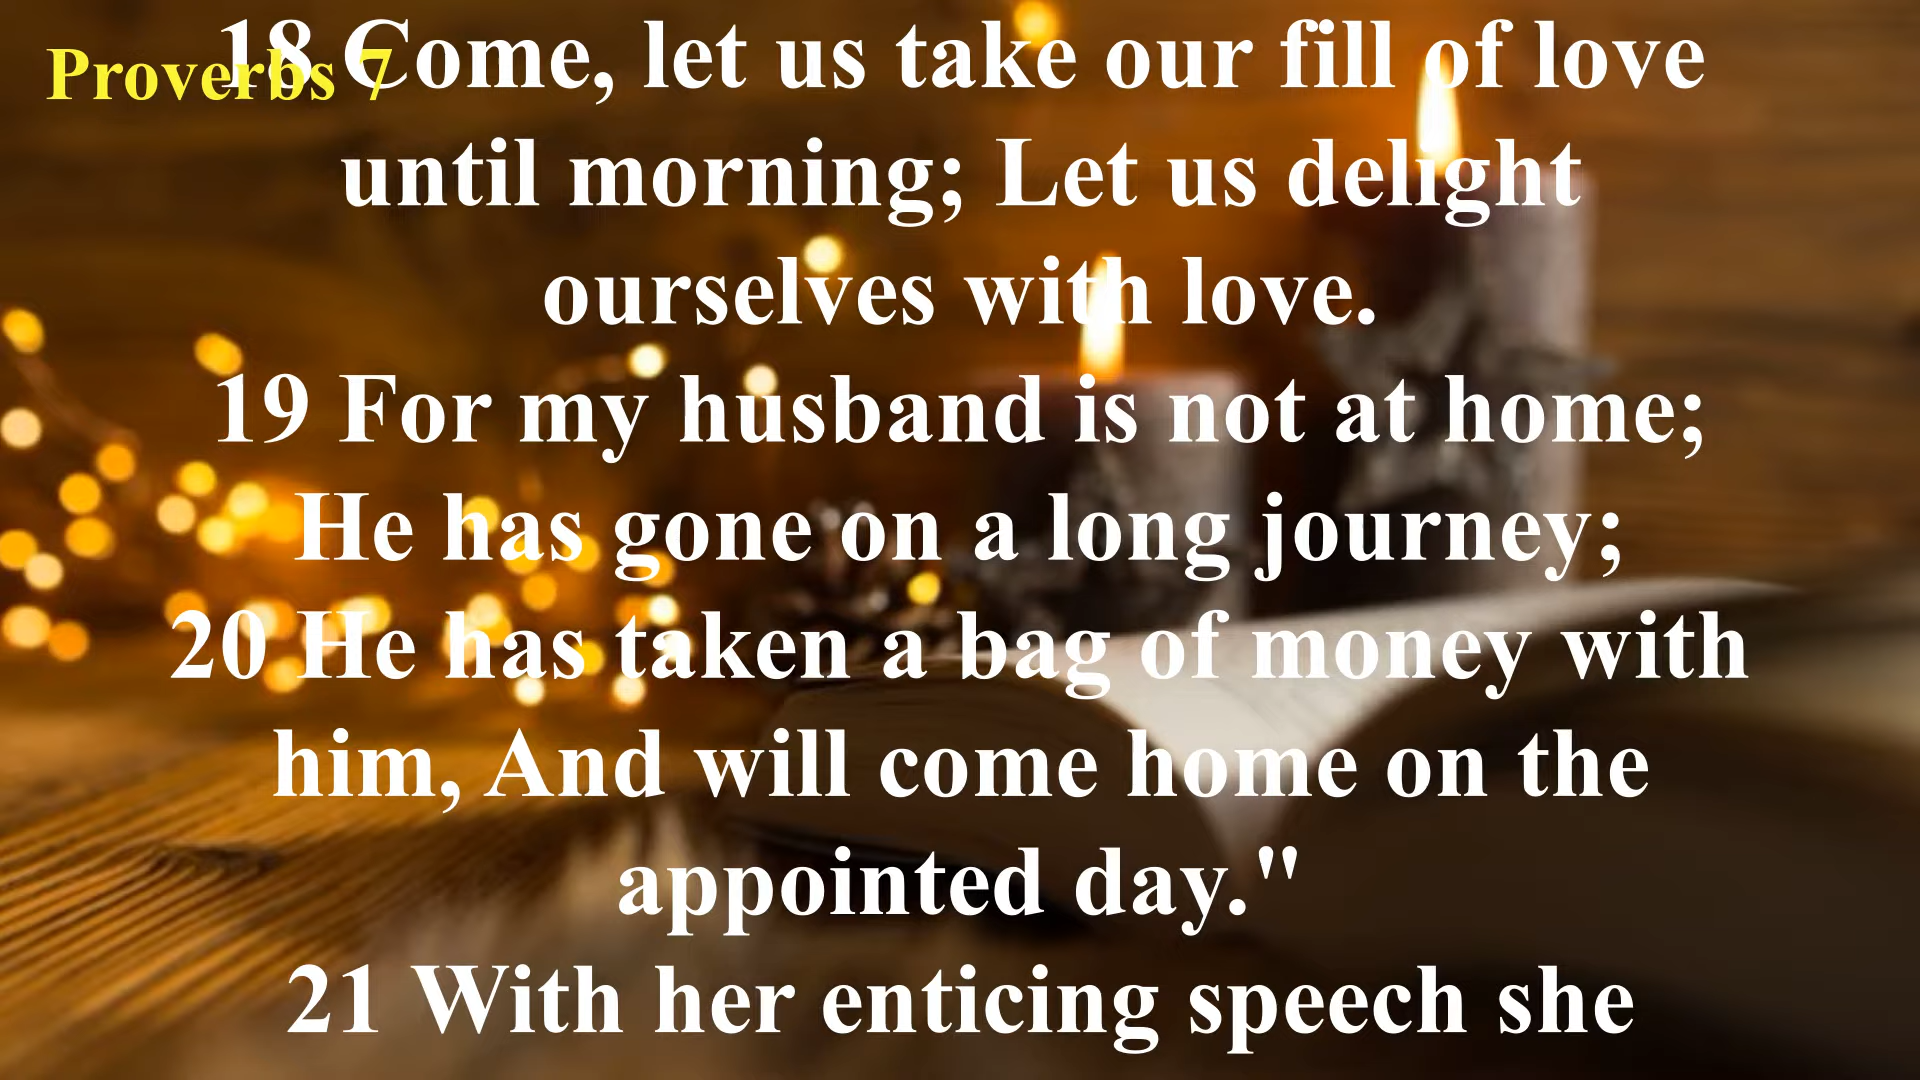 Proverbs 7
18 Come, let us take our fill of love
until morning; Let us delight
ourselves with love.
19 For my husband is not at home;
He has gone on a long journey;
20 He has taken a bag of money with
him, And will come home on the
appointed day."
21 With her enticing speech she